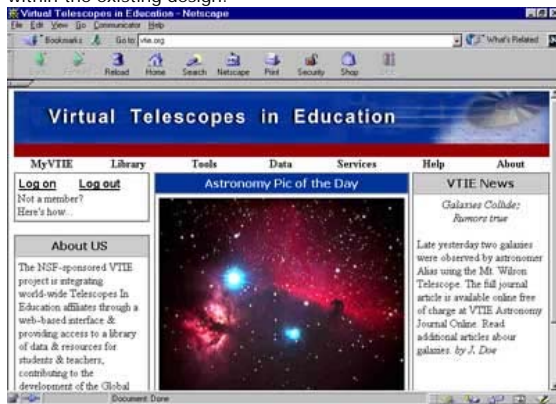 within the existing design.
Virtual Telescopes in Education - Netscape
File Edit View Go Communicator Help
Bookmarks Go to: vtie.org What's Related
Back Forward Reload Home Search Netscape Print Security Shop Stop
Virtual Telescopes in Education
MyVTIE Library Tools Data Services Help About
Log on Log out
Not a member?
Here's how...
About US
The NSF-sponsored VTIE
project is integrating
world-wide Telescopes In
Education affiliates through a
web-based interface &
providing access to a library
of data & resources for
students & teachers,
contributing to the
development of the Global
Astronomy Pic of the Day
VTIE News
Galaxies Collide;
Rumors true
Late yesterday two galaxies
were observed by astronomer
Alias using the Mt. Wilson
Telescope. The full journal
article is available online free
of charge at VTIE Astronomy
Journal Online. Read
additional articles abour
galaxies. by J. Doe
Document: Done